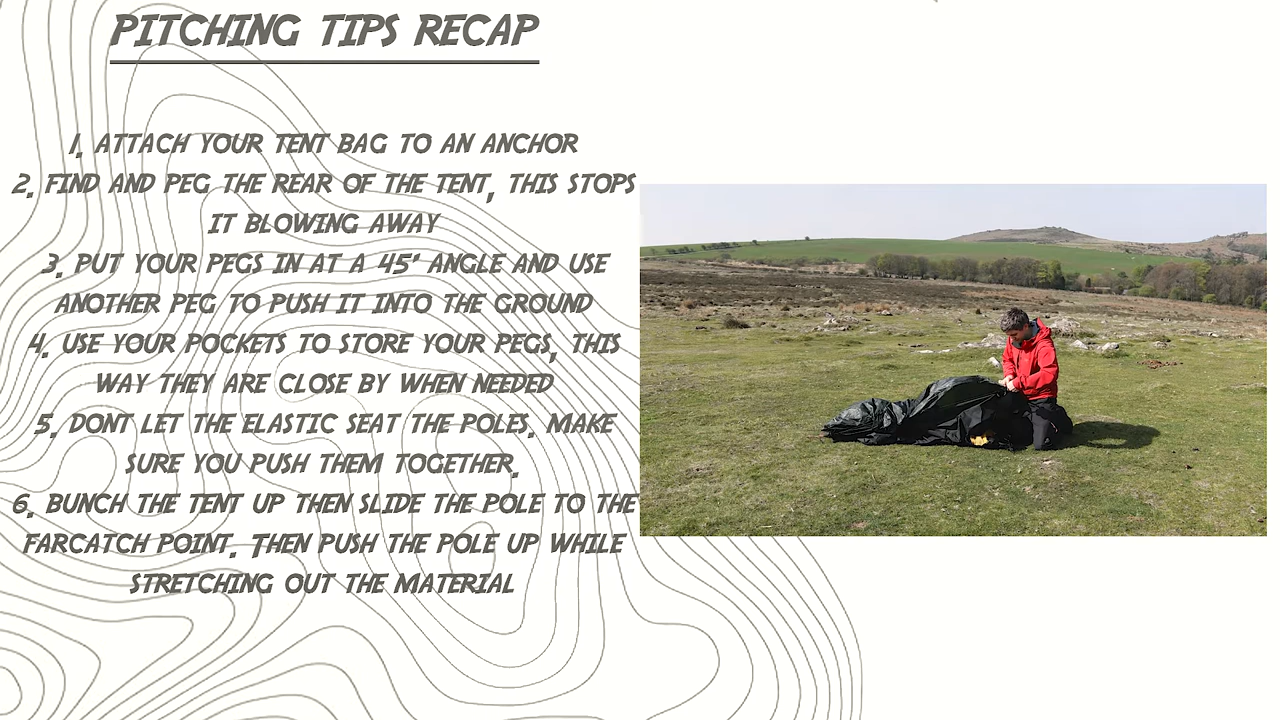 PITCHING TIPS RECAP
1. ATTACH YOUR TENT BAG TO AN ANCHOR
2. FIND AND PEG THE REAR OF THE TENT, THIS STOPS
IT BLOWING AWAY
3. PUT YOUR PEGS IN AT A 45' ANGLE AND USE
ANOTHER PEG TO PUSH IT INTO THE GROUND
4. USE YOUR POCKETS TO STORE YOUR PEGS, THIS
WAY THEY ARE CLOSE BY WHEN NEEDED
5. DONT LET THE ELASTIC SEAT THE POLES. MAKE
SURE YOU PUSH THEM TOGETHER.
6. BUNCH THE TENT UP THEN SLIDE THE POLE TO THE
FARCATCH POINT. THEN PUSH THE POLE UP WHILE
STRETCHING OUT THE MATERIAL